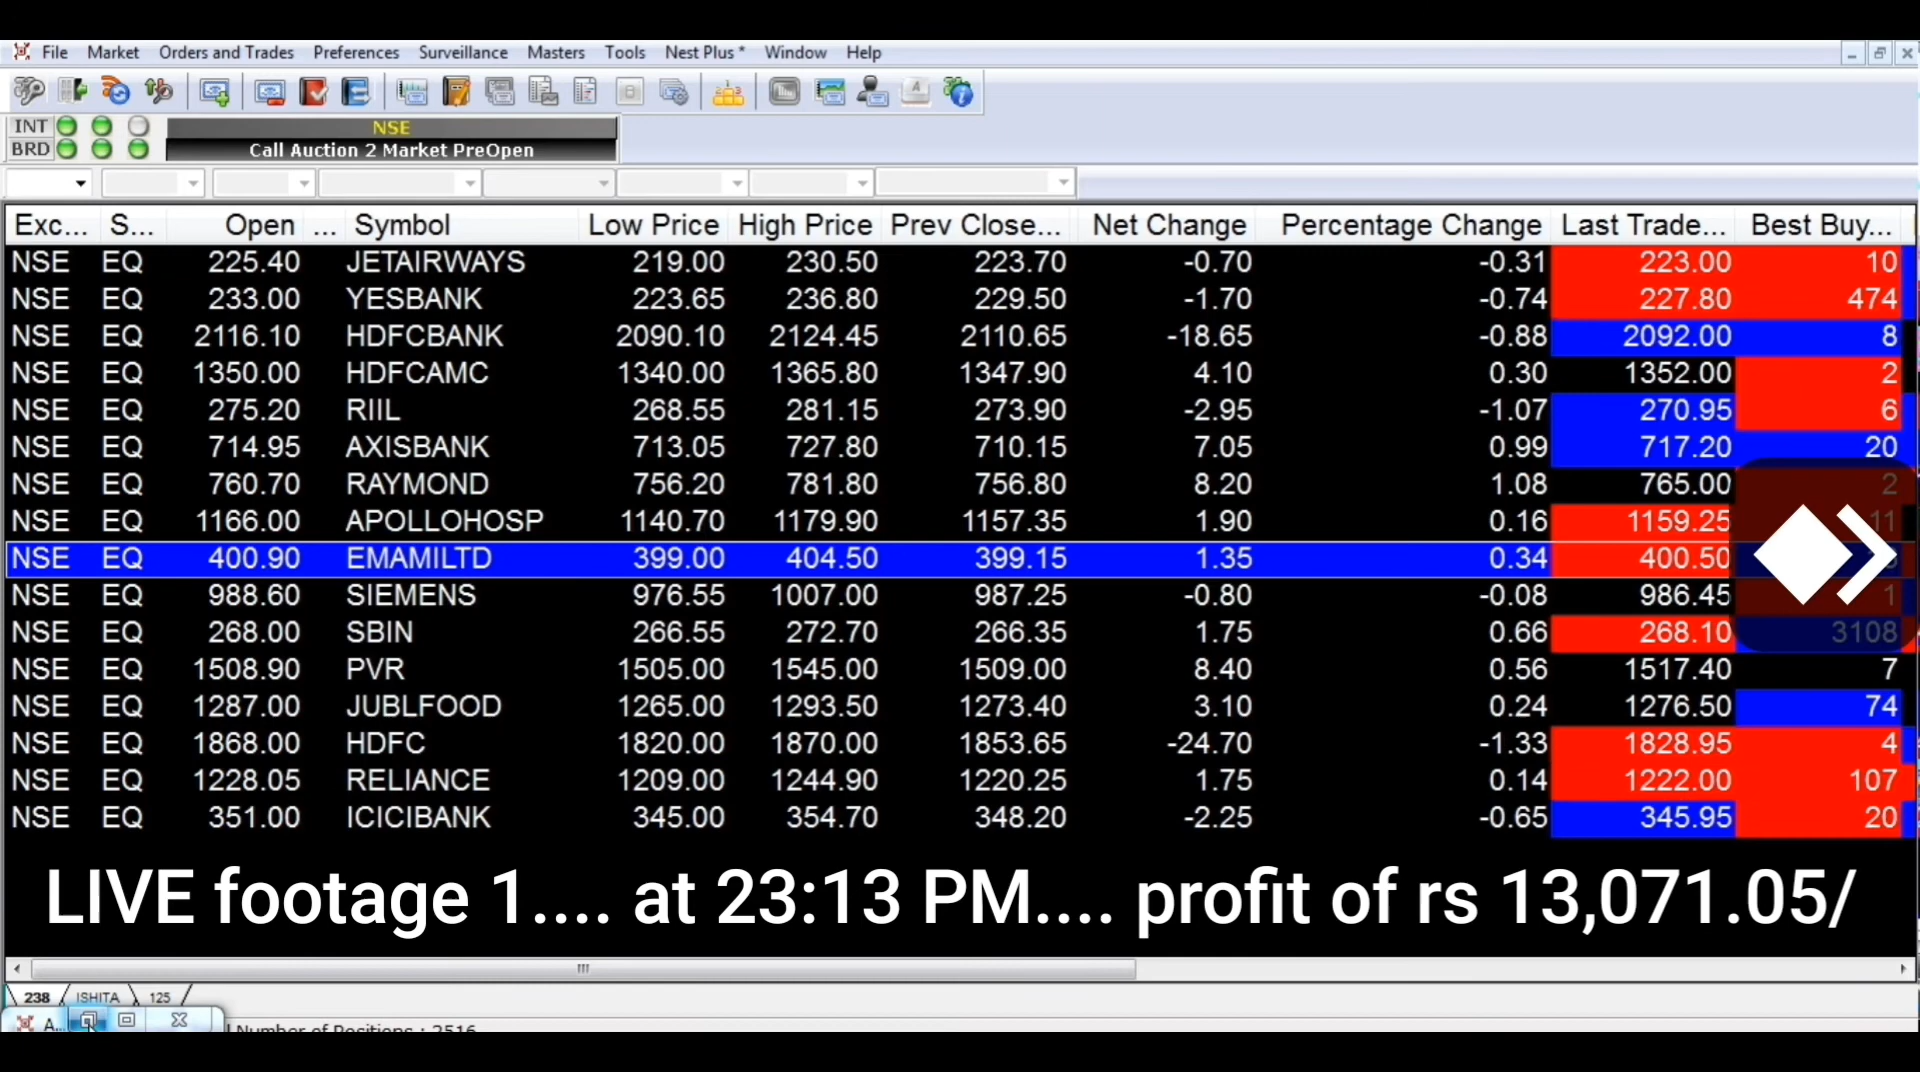 File Market Orders and Trades Preferences Surveillance Masters Tools Nest Plus * Window Help
INT
NSE
BRD
Call Auction 2 Market PreOpen
Exc... S... Open ... Symbol Low Price High Price Prev Close... Net Change Percentage Change Last Trade... Best Buy...
NSE EQ 225.40 JETAIRWAYS 219.00 230.50 223.70 -0.70 -0.31 223.00 10
NSE EQ 233.00 YESBANK 223.65 236.80 229.50 -1.70 -0.74 227.80 474
NSE EQ 2116.10 HDFCBANK 2090.10 2124.45 2110.65 -18.65 -0.88 2092.00 8
NSE EQ 1350.00 HDFCAMC 1340.00 1365.80 1347.90 4.10 0.30 1352.00 2
NSE EQ 275.20 RIIL 268.55 281.15 273.90 -2.95 -1.07 270.95 6
NSE EQ 714.95 AXISBANK 713.05 727.80 710.15 7.05 0.99 717.20 20
NSE EQ 760.70 RAYMOND 756.20 781.80 756.80 8.20 1.08 765.00 2
NSE EQ 1166.00 APOLLOHOSP 1140.70 1179.90 1157.35 1.90 0.16 1159.25 11
NSE EQ 400.90 EMAMILTD 399.00 404.50 399.15 1.35 0.34 400.50
NSE EQ 988.60 SIEMENS 976.55 1007.00 987.25 -0.80 -0.08 986.45 1
NSE EQ 268.00 SBIN 266.55 272.70 266.35 1.75 0.66 268.10 3108
NSE EQ 1508.90 PVR 1505.00 1545.00 1509.00 8.40 0.56 1517.40 7
NSE EQ 1287.00 JUBLFOOD 1265.00 1293.50 1273.40 3.10 0.24 1276.50 74
NSE EQ 1868.00 HDFC 1820.00 1870.00 1853.65 -24.70 -1.33 1828.95 4
NSE EQ 1228.05 RELIANCE 1209.00 1244.90 1220.25 1.75 0.14 1222.00 107
NSE EQ 351.00 ICICIBANK 345.00 354.70 348.20 -2.25 -0.65 345.95 20
LIVE footage 1.... at 23:13 PM.... profit of rs 13,071.05/
238 ISHITA 125
A... Number of Positions : 2516